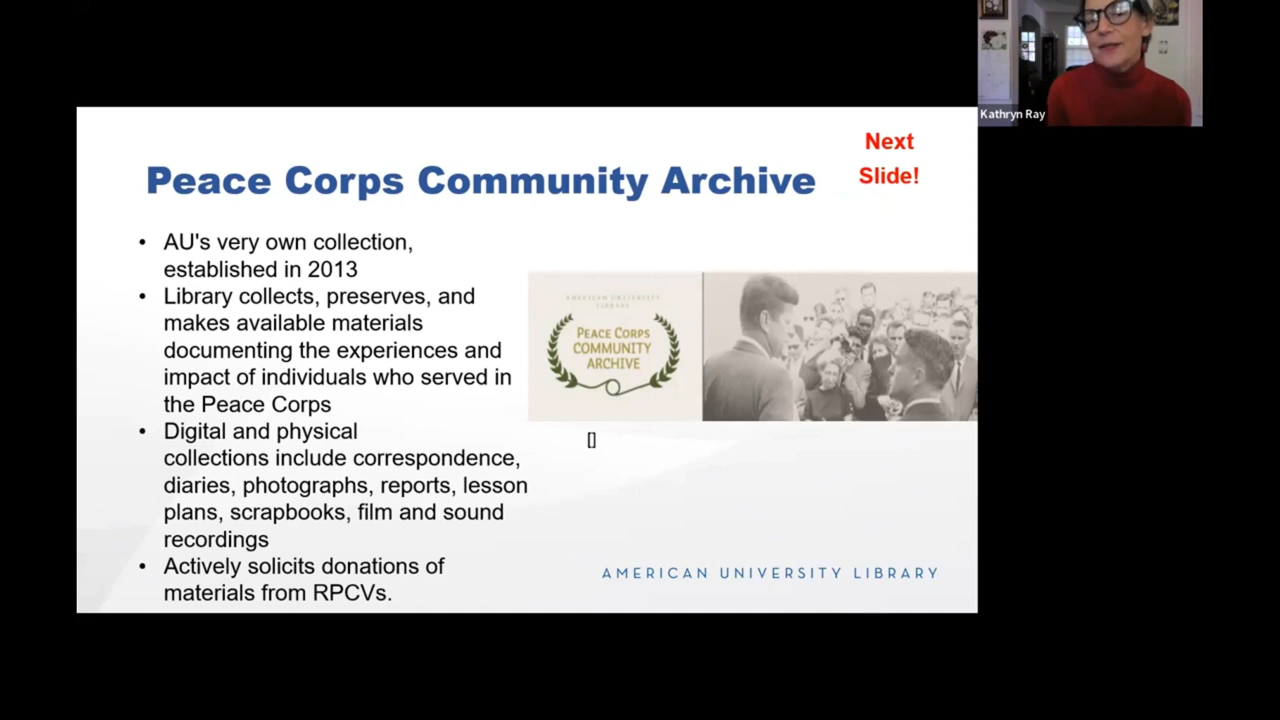 Kathryn Ray
Next
Slide!
Peace Corps Community Archive
• AU's very own collection,
established in 2013
• Library collects, preserves, and
makes available materials
documenting the experiences and
impact of individuals who served in
the Peace Corps
• Digital and physical
collections include correspondence,
diaries, photographs, reports, lesson
plans, scrapbooks, film and sound
recordings
• Actively solicits donations of
materials from RPCVs.
AMERICAN UNIVERSITY
LIBRARY
PEACE CORPS
COMMUNITY
ARCHIVE
[]
AMERICAN UNIVERSITY LIBRARY